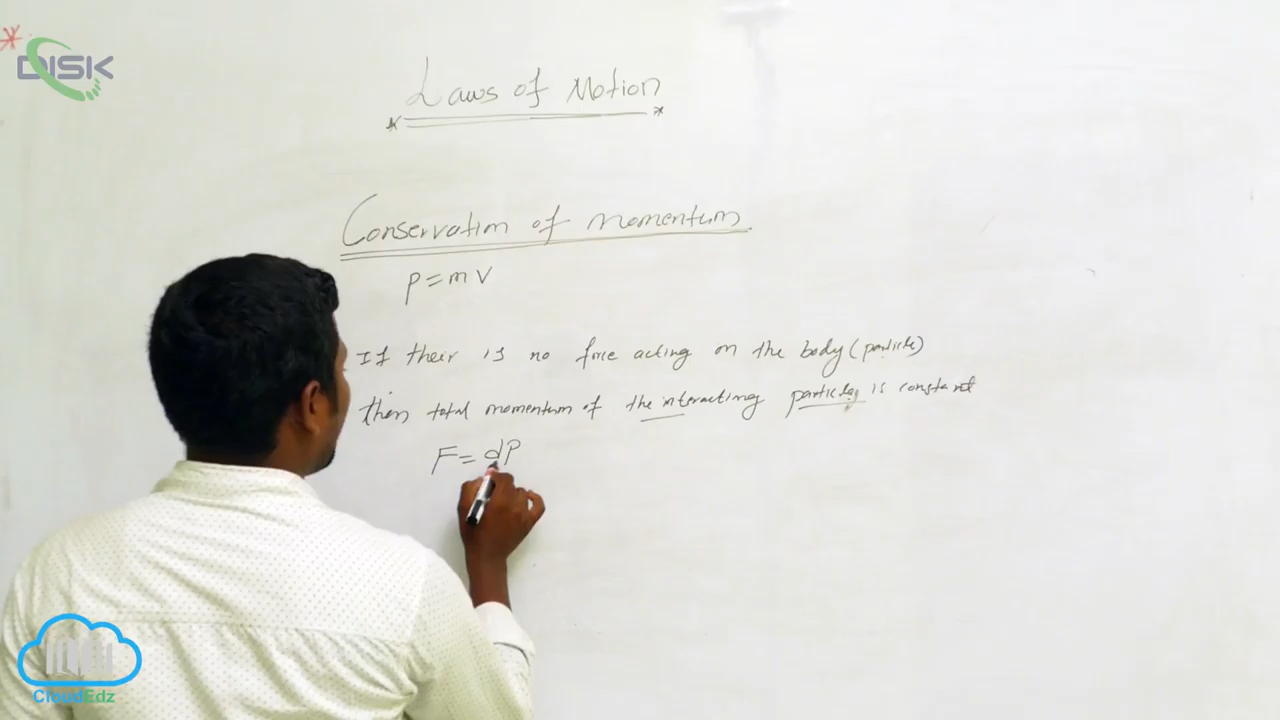 DISK
Laws of Motion
Conservation of momentum
P = mV
If their is no force acting on the body (particle)
then total momentum of the interacting particles is constant
F = dP
CloudEdz